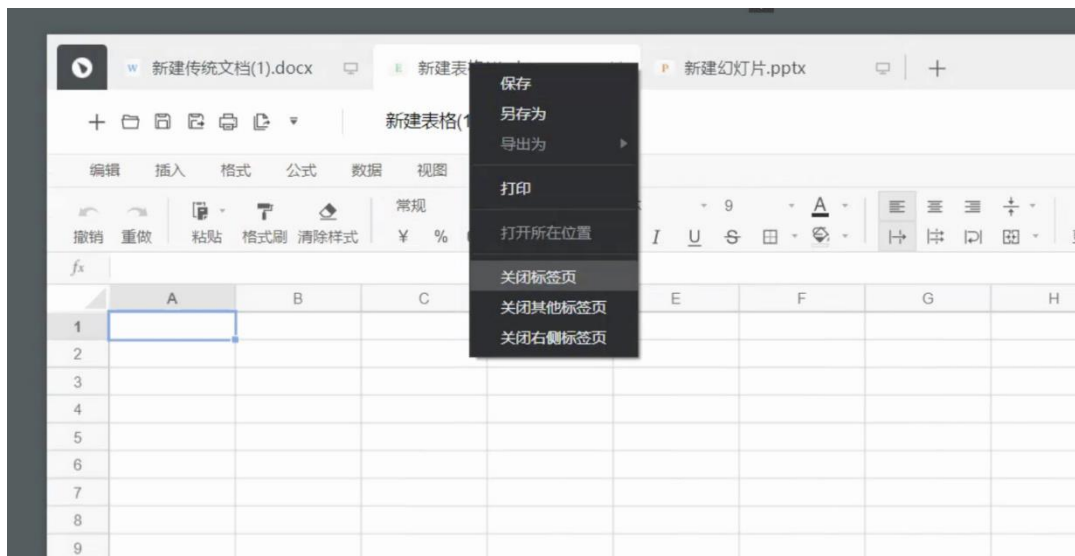 W 新建传统文档(1).docx
E 新建表
P 新建幻灯片.pptx
新建表格(1
保存
另存为
导出为
打印
打开所在位置
关闭标签页
关闭其他标签页
关闭右侧标签页
编辑 插入 格式 公式 数据 视图
常规 9 A
撤销 重做 粘贴 格式刷 清除样式 ¥ % I U S
fx
A B C E F G H
1
2
3
4
5
6
7
8
9